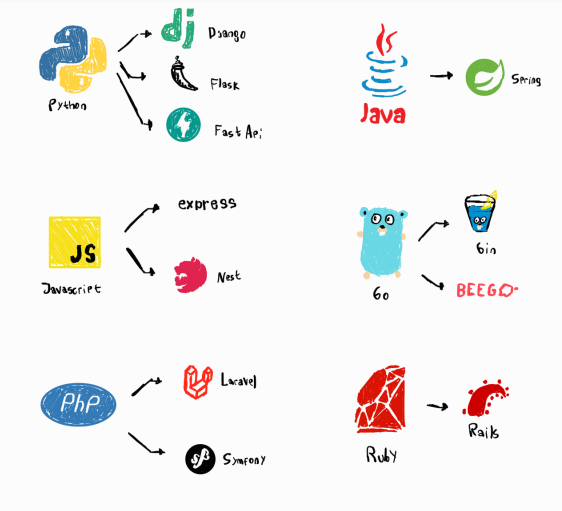 dj Django
Python
Flask
Fast Api
Java
Spring
JS
Javascript
express
Nest
Go
Gin
BEEGO
PhP
Laravel
sf Symfony
Ruby
Rails